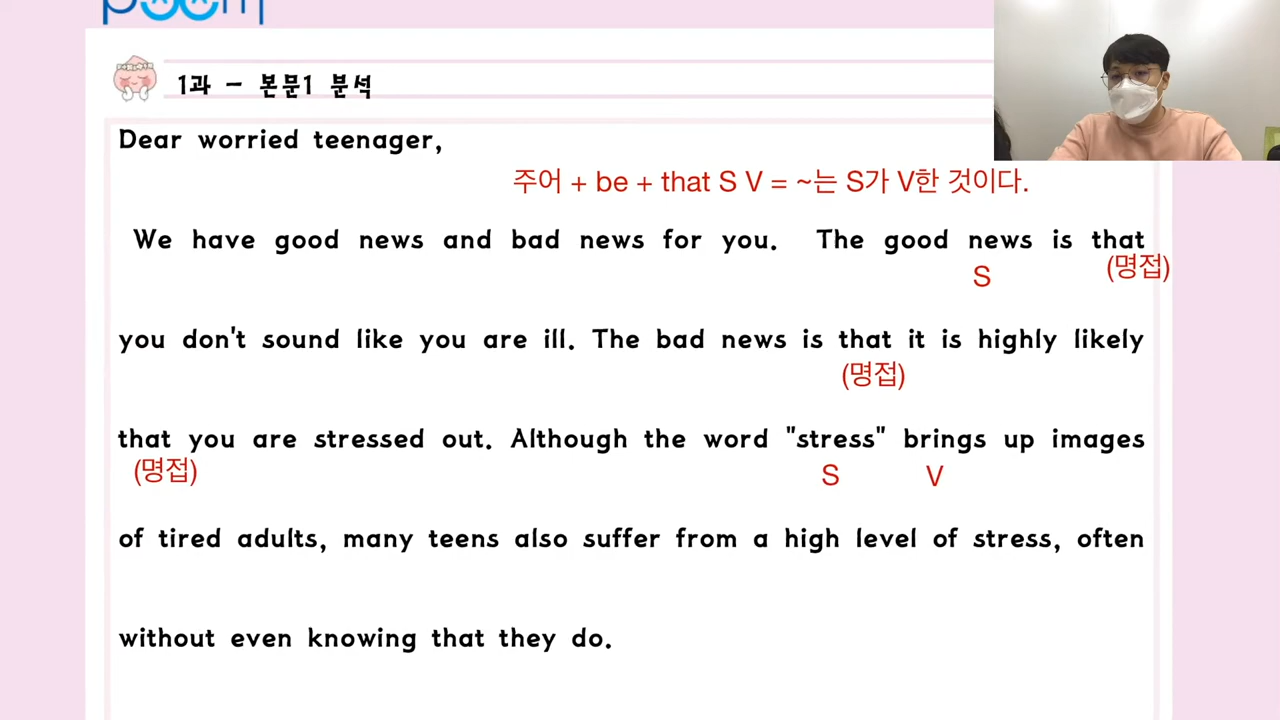 1과 - 본문1 분석
Dear worried teenager,
주어 + be + that S V = ~는 S가 V한 것이다.
We have good news and bad news for you. The good news is that
S (명접)
you don't sound like you are ill. The bad news is that it is highly likely
(명접)
that you are stressed out. Although the word "stress" brings up images
(명접) S V
of tired adults, many teens also suffer from a high level of stress, often
without even knowing that they do.